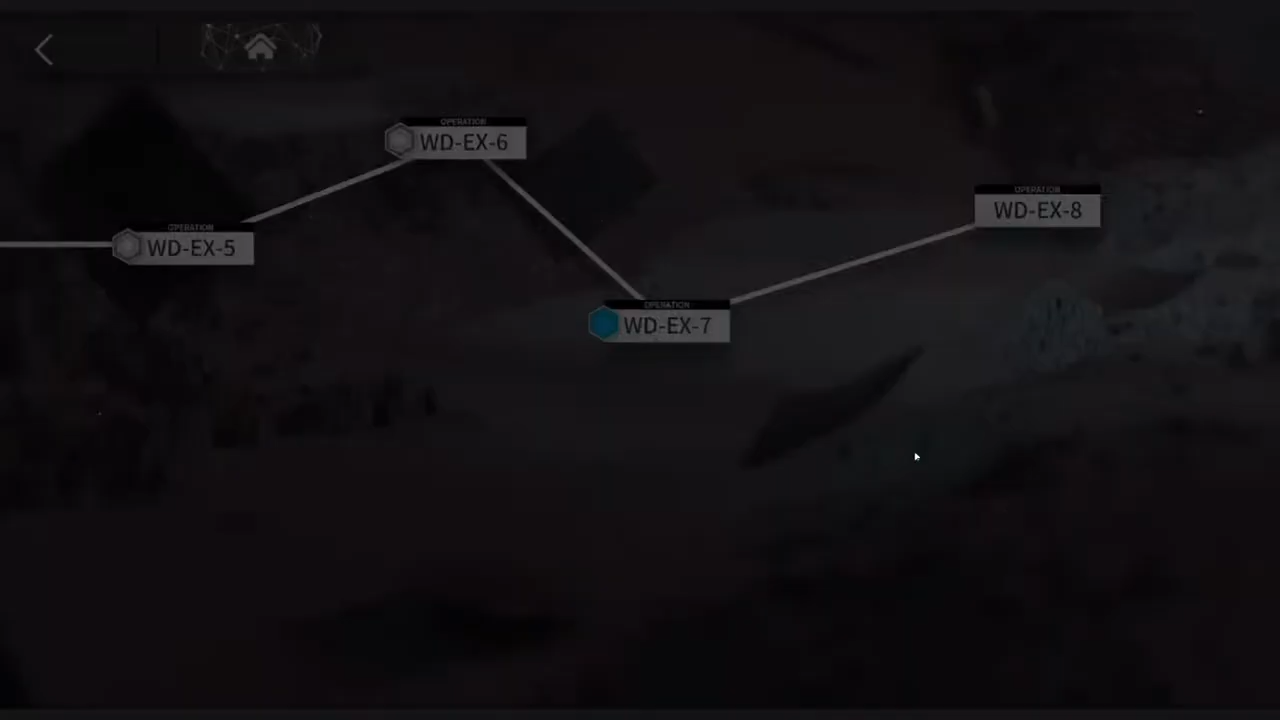 OPERATION
WD-EX-6
OPERATION
WD-EX-8
OPERATION
WD-EX-5
OPERATION
WD-EX-7